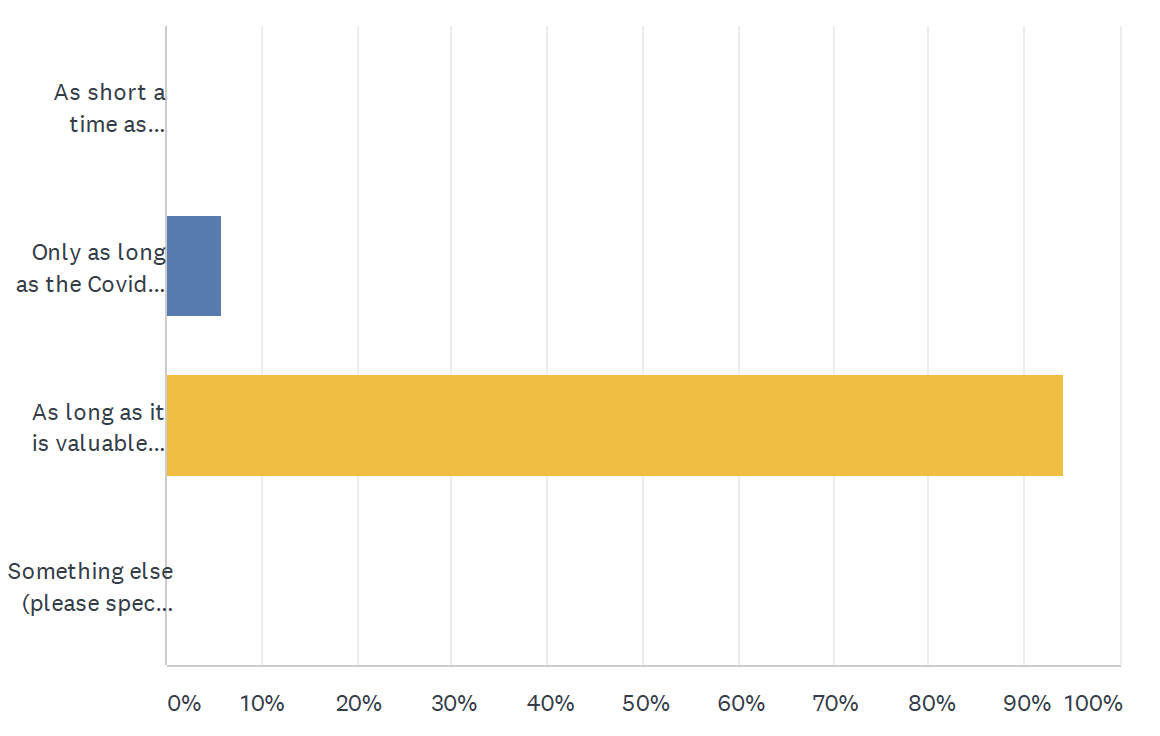 As short a
time as...
Only as long
as the Covid...
As long as it
is valuable...
Something else
(please spec...
0% 10% 20% 30% 40% 50% 60% 70% 80% 90% 100%